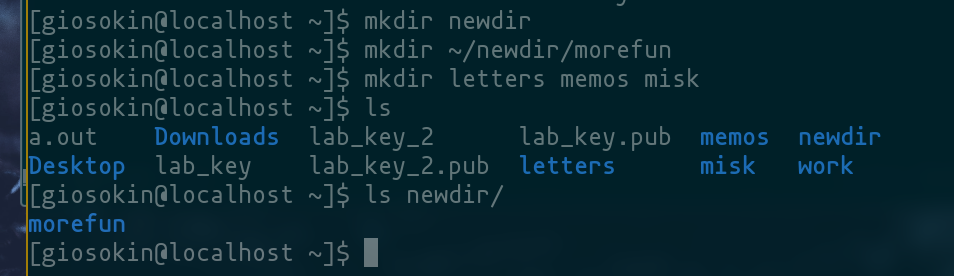 [giosokin@localhost ~]$ mkdir newdir
[giosokin@localhost ~]$ mkdir ~/newdir/morefun
[giosokin@localhost ~]$ mkdir letters memos misk
[giosokin@localhost ~]$ ls
a.out    Downloads  lab_key_2      lab_key.pub  memos  newdir
Desktop  lab_key    lab_key_2.pub  letters      misk   work
[giosokin@localhost ~]$ ls newdir/
morefun
[giosokin@localhost ~]$